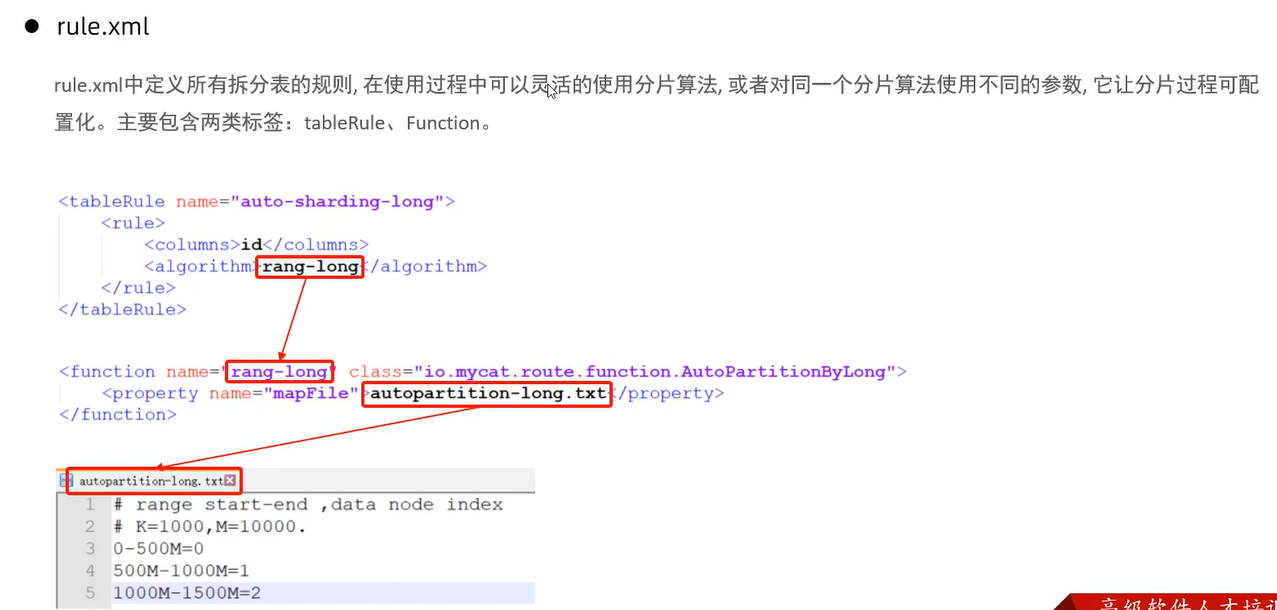 ● rule.xml
rule.xml中定义所有拆分表的规则, 在使用过程中可以灵活的使用分片算法, 或者对同一个分片算法使用不同的参数, 它让分片过程可配
置化。主要包含两类标签：tableRule、Function。
<tableRule name="auto-sharding-long">
<rule>
<columns>id</columns>
<algorithm>rang-long</algorithm>
</rule>
</tableRule>
<function name="rang-long" class="io.mycat.route.function.AutoPartitionByLong">
<property name="mapFile">autopartition-long.txt</property>
</function>
autopartition-long.txt
1 # range start-end ,data node index
2 # K=1000,M=10000.
3 0-500M=0
4 500M-1000M=1
5 1000M-1500M=2
高级软件人才培训